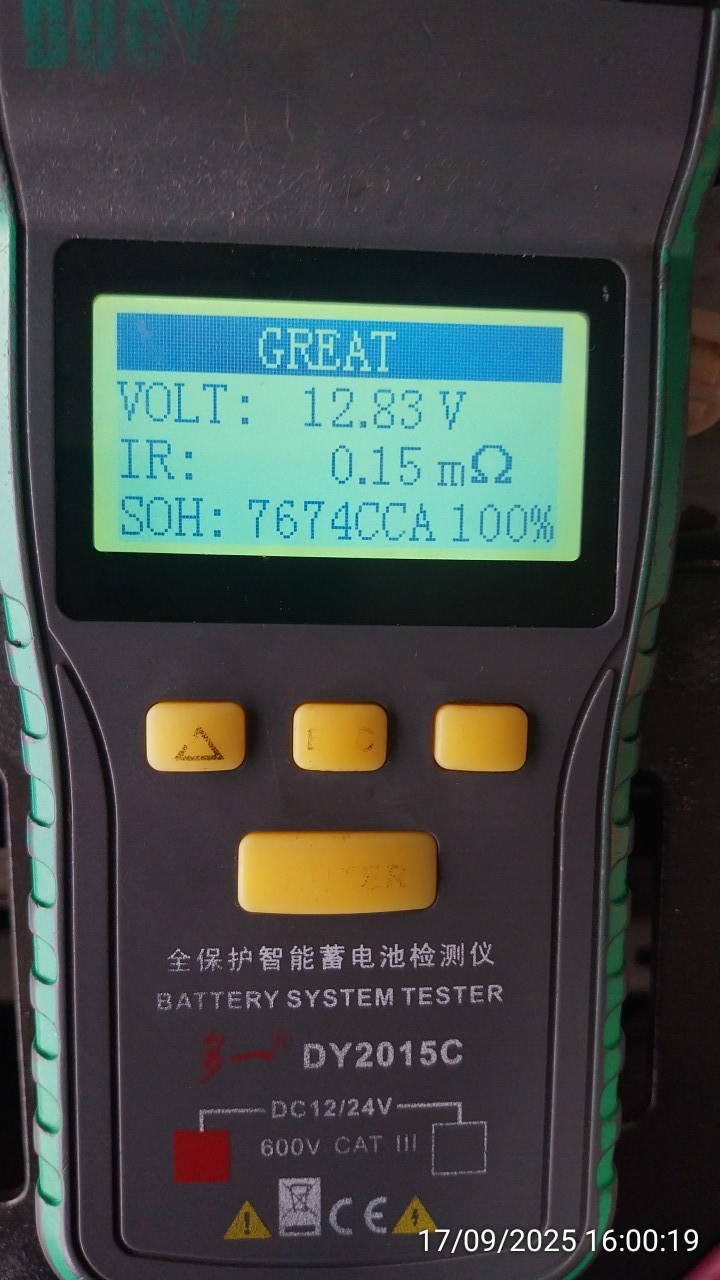 GREAT
VOLT: 12.83 V
IR: 0.15 mΩ
SOH: 7674CCA 100%
全保护智能蓄电池检测仪
BATTERY SYSTEM TESTER
多一® DY2015C
DC12/24V
600V CAT III
CE
17/09/2025 16:00:19